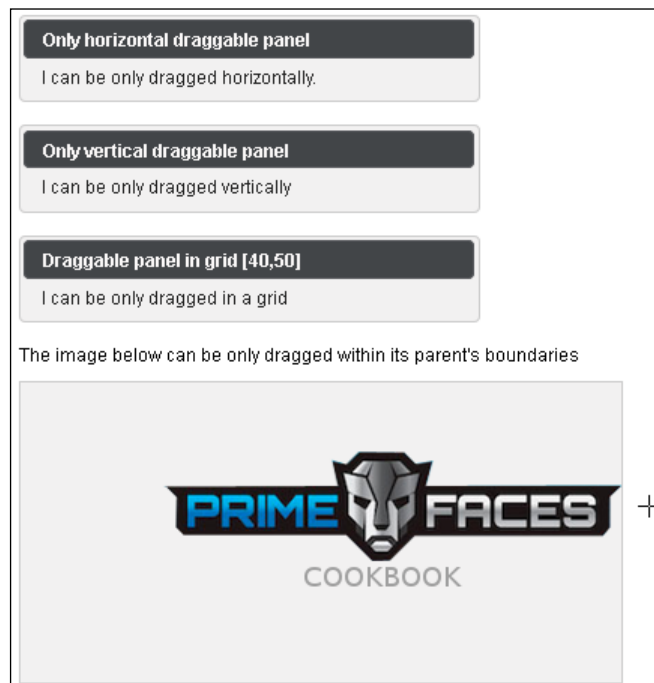 Only horizontal draggable panel
I can be only dragged horizontally.
Only vertical draggable panel
I can be only dragged vertically
Draggable panel in grid [40,50]
I can be only dragged in a grid
The image below can be only dragged within its parent's boundaries
PRIME FACES
COOKBOOK